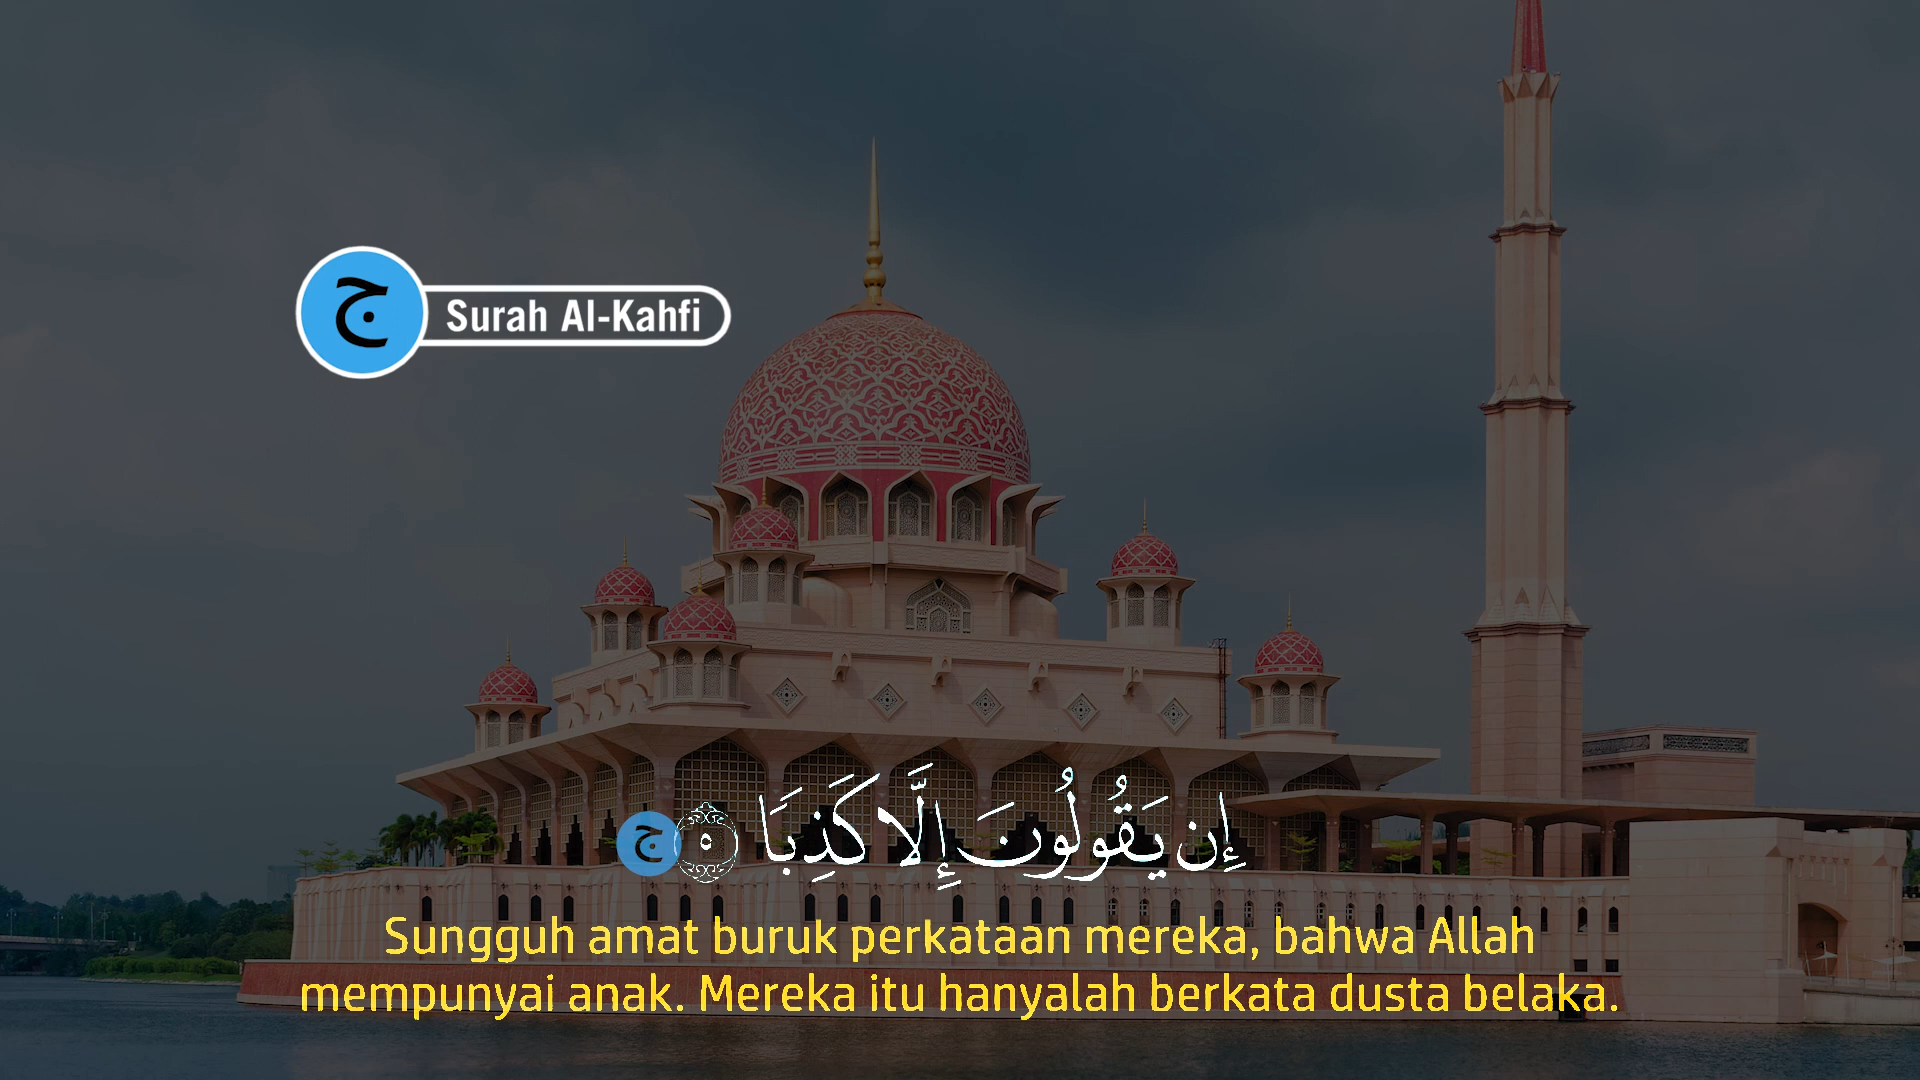 ج
Surah Al-Kahfi
إِن يَقُولُونَ إِلَّا كَذِبًا ٥ ج
Sungguh amat buruk perkataan mereka, bahwa Allah
mempunyai anak. Mereka itu hanyalah berkata dusta belaka.